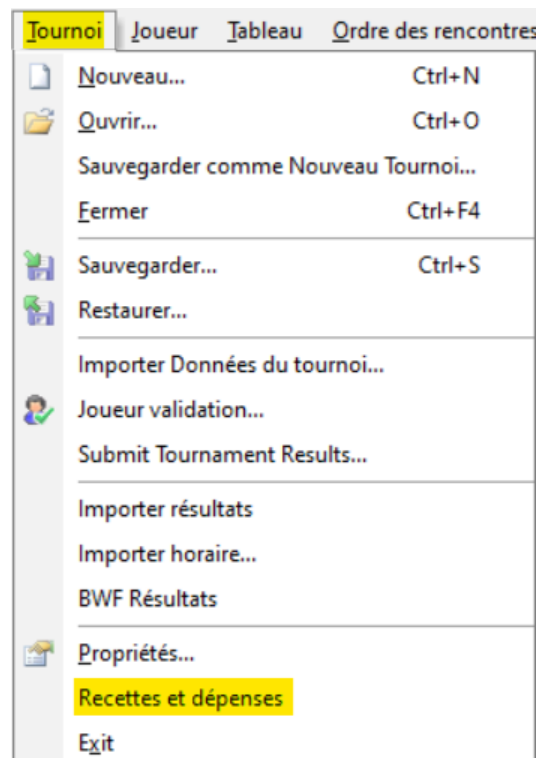 Tournoi Joueur Tableau Ordre des rencontres
Nouveau... Ctrl+N
Ouvrir... Ctrl+O
Sauvegarder comme Nouveau Tournoi...
Fermer Ctrl+F4
Sauvegarder... Ctrl+S
Restaurer...
Importer Données du tournoi...
Joueur validation...
Submit Tournament Results...
Importer résultats
Importer horaire...
BWF Résultats
Propriétés...
Recettes et dépenses
Exit